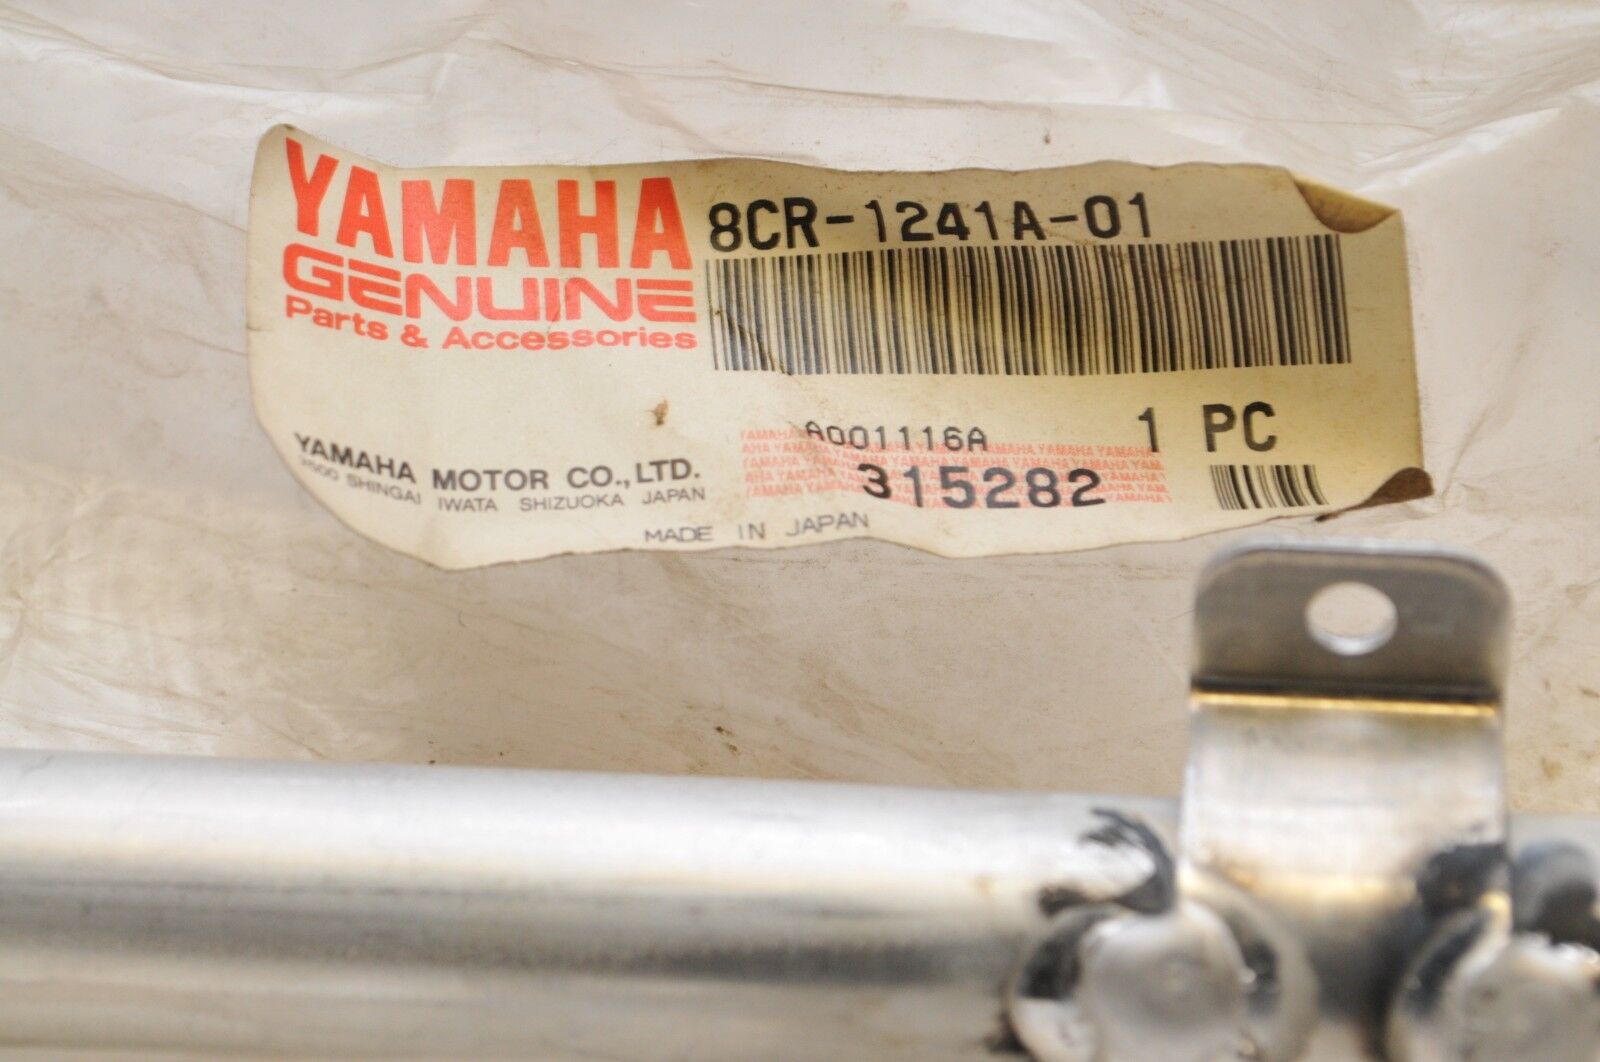 YAMAHA
GENUINE
Parts & Accessories
8CR-1241A-01
A001116A
1 PC
315282
YAMAHA MOTOR CO.,LTD.
2500 SHINGAI IWATA SHIZUOKA JAPAN
MADE IN JAPAN